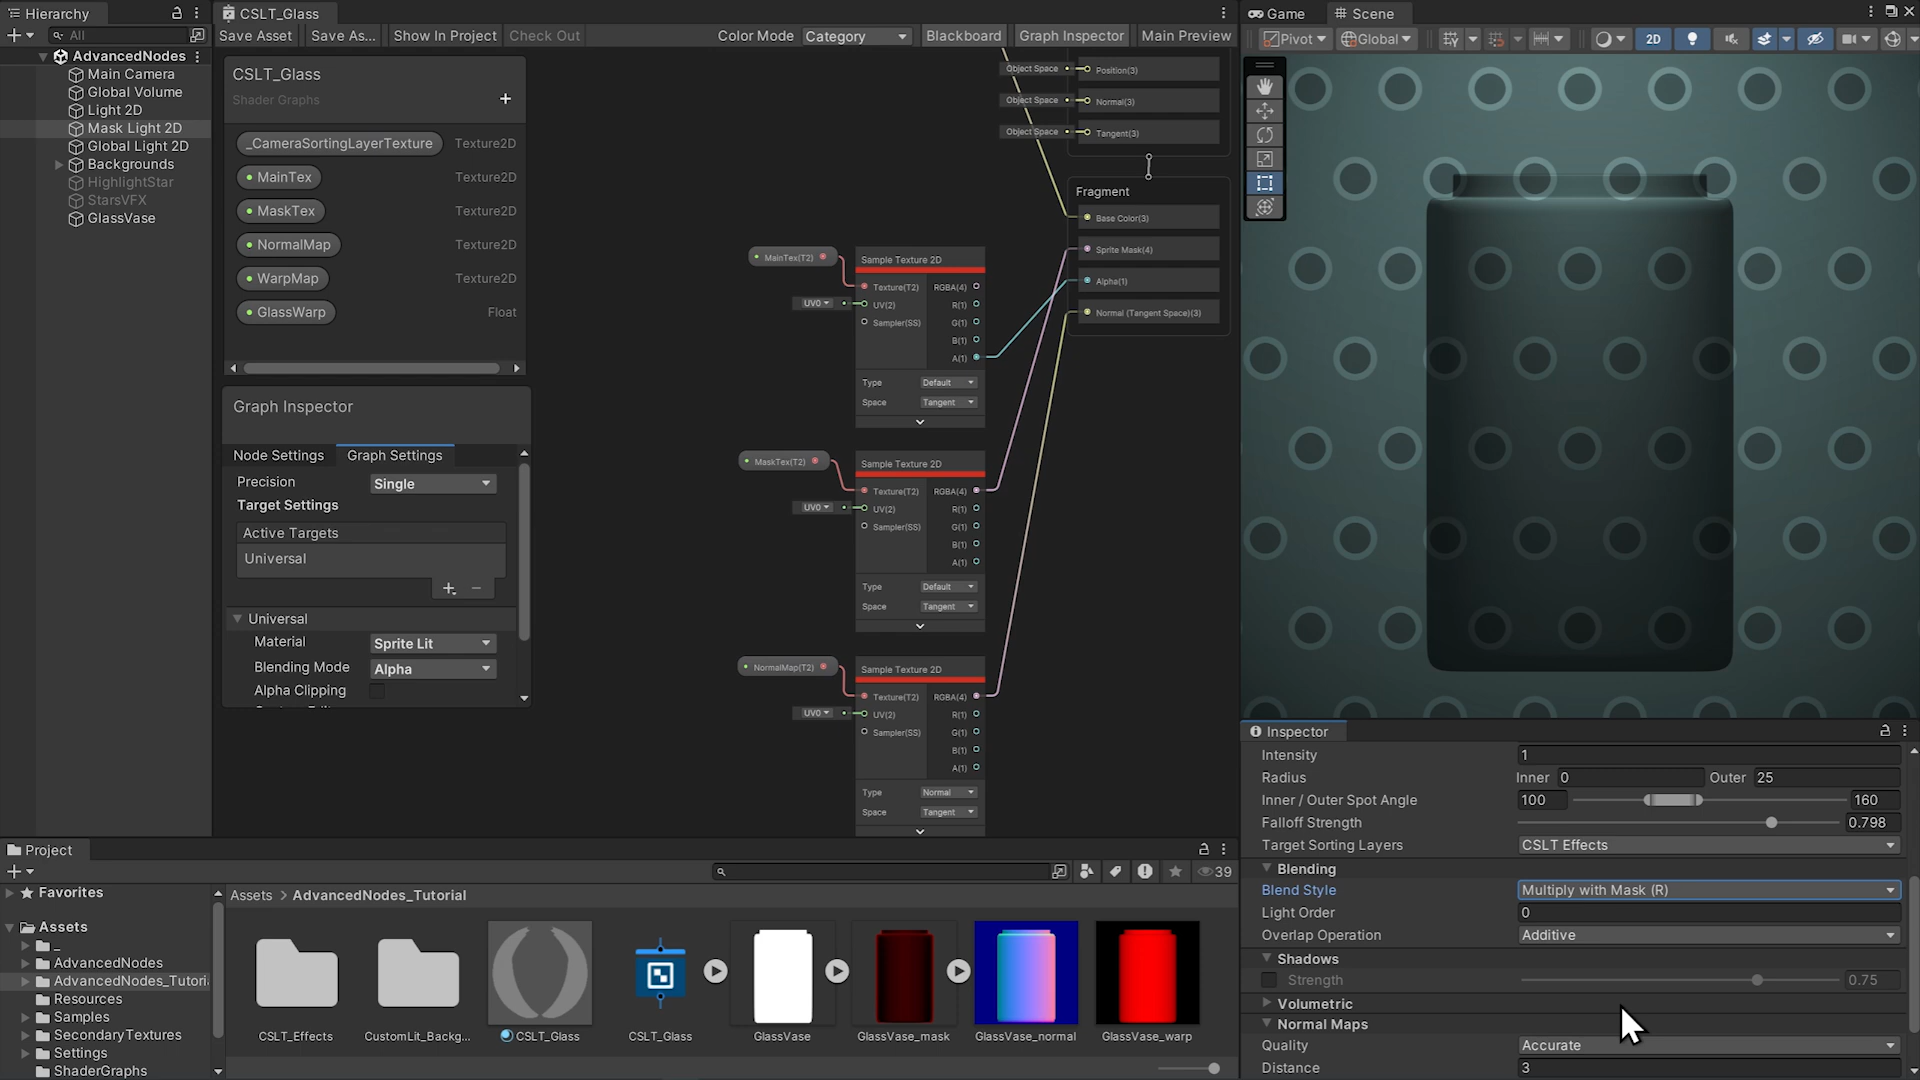 Hierarchy
All
AdvancedNodes
Main Camera
Global Volume
Light 2D
Mask Light 2D
Global Light 2D
Backgrounds
HighlightStar
StarsVFX
GlassVase
CSLT_Glass
Save Asset
Save As...
Show In Project
Check Out
Color Mode
Category
Blackboard
Graph Inspector
Main Preview
CSLT_Glass
Shader Graphs
_CameraSortingLayerTexture Texture2D
MainTex Texture2D
MaskTex Texture2D
NormalMap Texture2D
WarpMap Texture2D
GlassWarp Float
Graph Inspector
Node Settings
Graph Settings
Precision Single
Target Settings
Active Targets
Universal
Universal
Material Sprite Lit
Blending Mode Alpha
Alpha Clipping
Object Space Position(3)
Object Space Normal(3)
Object Space Tangent(3)
Fragment
Base Color(3)
Sprite Mask(4)
Alpha(1)
Normal (Tangent Space)(3)
MainTex(T2)
Sample Texture 2D
Texture(T2) RGBA(4)
UV0 UV(2) R(1)
Sampler(SS) G(1)
B(1)
A(1)
Type Default
Space Tangent
MaskTex(T2)
Sample Texture 2D
Texture(T2) RGBA(4)
UV0 UV(2) R(1)
Sampler(SS) G(1)
B(1)
A(1)
Type Default
Space Tangent
NormalMap(T2)
Sample Texture 2D
Texture(T2) RGBA(4)
UV0 UV(2) R(1)
Sampler(SS) G(1)
B(1)
A(1)
Type Normal
Space Tangent
Game
Scene
Pivot
Global
2D
Inspector
Intensity 1
Radius Inner 0 Outer 25
Inner / Outer Spot Angle 100 160
Falloff Strength 0.798
Target Sorting Layers CSLT Effects
Blending
Blend Style Multiply with Mask (R)
Light Order 0
Overlap Operation Additive
Shadows
Strength 0.75
Volumetric
Normal Maps
Quality Accurate
Distance 3
Project
39
Favorites
Assets
_
AdvancedNodes
AdvancedNodes_Tutori
Resources
Samples
SecondaryTextures
Settings
ShaderGraphs
Assets > AdvancedNodes_Tutorial
CSLT_Effects
CustomLit_Backg...
CSLT_Glass
CSLT_Glass
GlassVase
GlassVase_mask
GlassVase_normal
GlassVase_warp